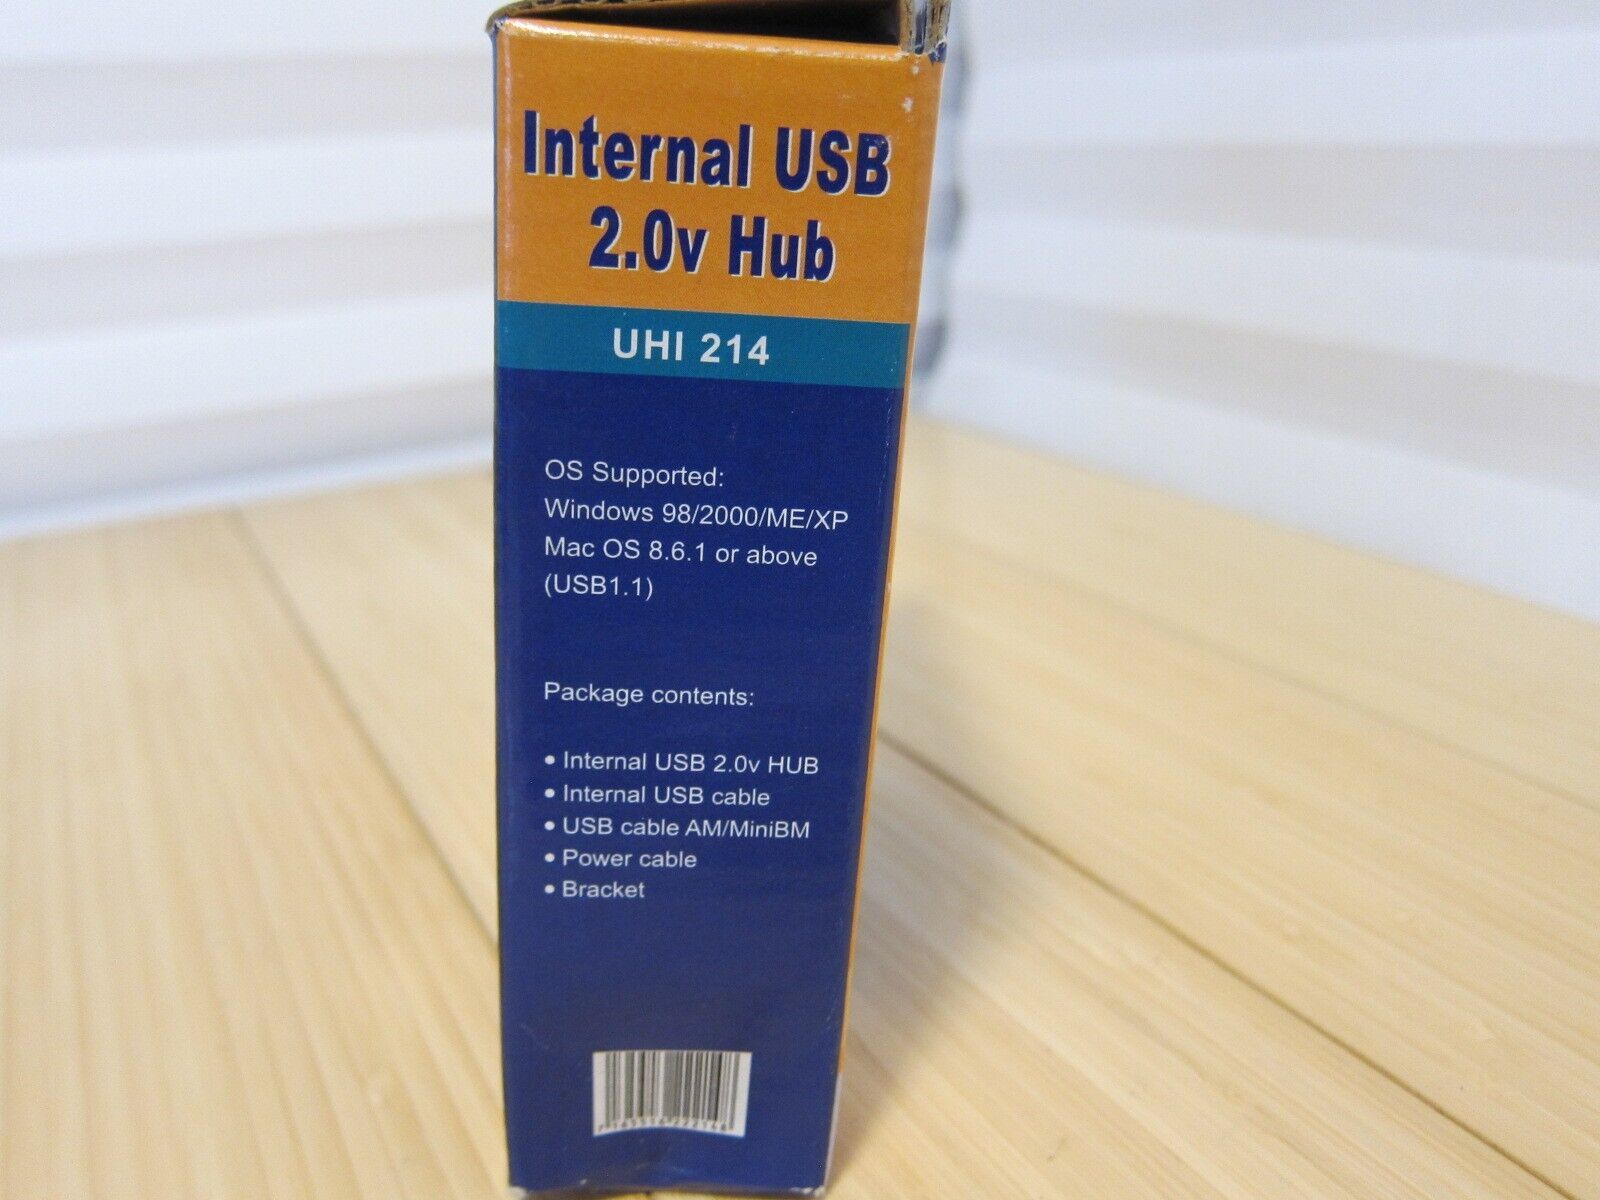 Internal USB
2.0v Hub
UHI 214
OS Supported:
Windows 98/2000/ME/XP
Mac OS 8.6.1 or above
(USB1.1)
Package contents:
• Internal USB 2.0v HUB
• Internal USB cable
• USB cable AM/MiniBM
• Power cable
• Bracket